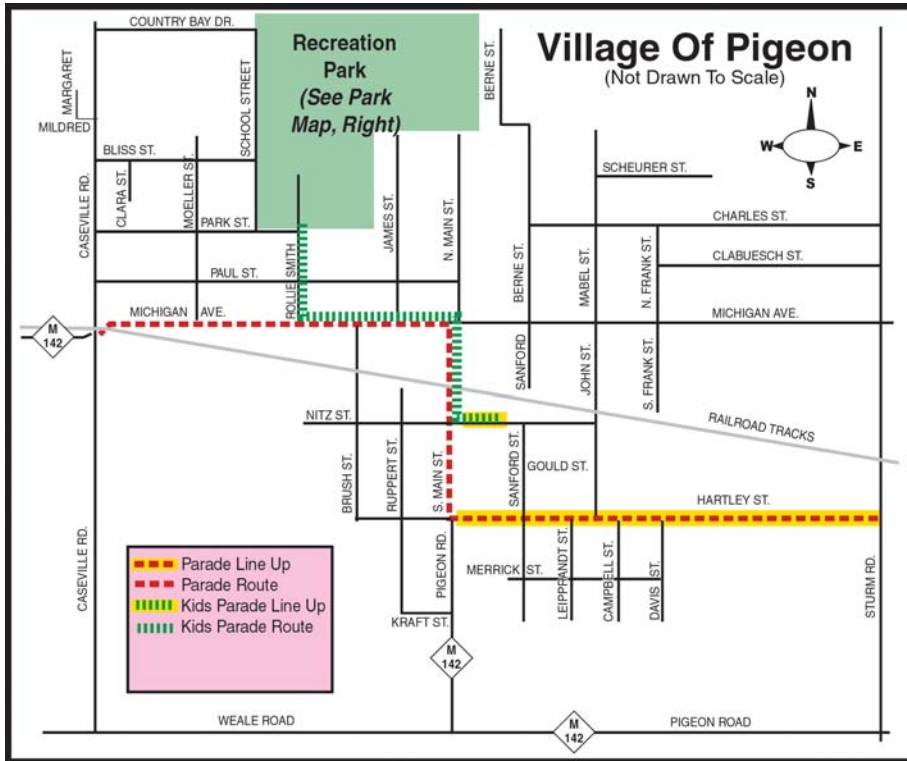 COUNTRY BAY DR.
Recreation
Park
(See Park
Map, Right)
BERNE ST.
Village Of Pigeon
(Not Drawn To Scale)
N
W
E
S
MARGARET
MILDRED
SCHOOL STREET
BLISS ST.
CLARA ST.
MOELLER ST.
CASEVILLE RD.
PARK ST.
JAMES ST.
N. MAIN ST.
SCHEURER ST.
CHARLES ST.
PAUL ST.
ROLLIE SMITH
BERNE ST.
MABEL ST.
N. FRANK ST.
CLABUESCH ST.
MICHIGAN AVE.
MICHIGAN AVE.
M
142
SANFORD
JOHN ST.
S. FRANK ST.
RAILROAD TRACKS
NITZ ST.
BRUSH ST.
RUPPERT ST.
S. MAIN ST.
SANFORD ST.
GOULD ST.
HARTLEY ST.
Parade Line Up
Parade Route
Kids Parade Line Up
Kids Parade Route
CASEVILLE RD.
PIGEON RD.
MERRICK ST.
LEIPPRANDT ST.
CAMPBELL ST.
DAVIS ST.
STURM RD.
KRAFT ST.
M
142
WEALE ROAD
M
142
PIGEON ROAD